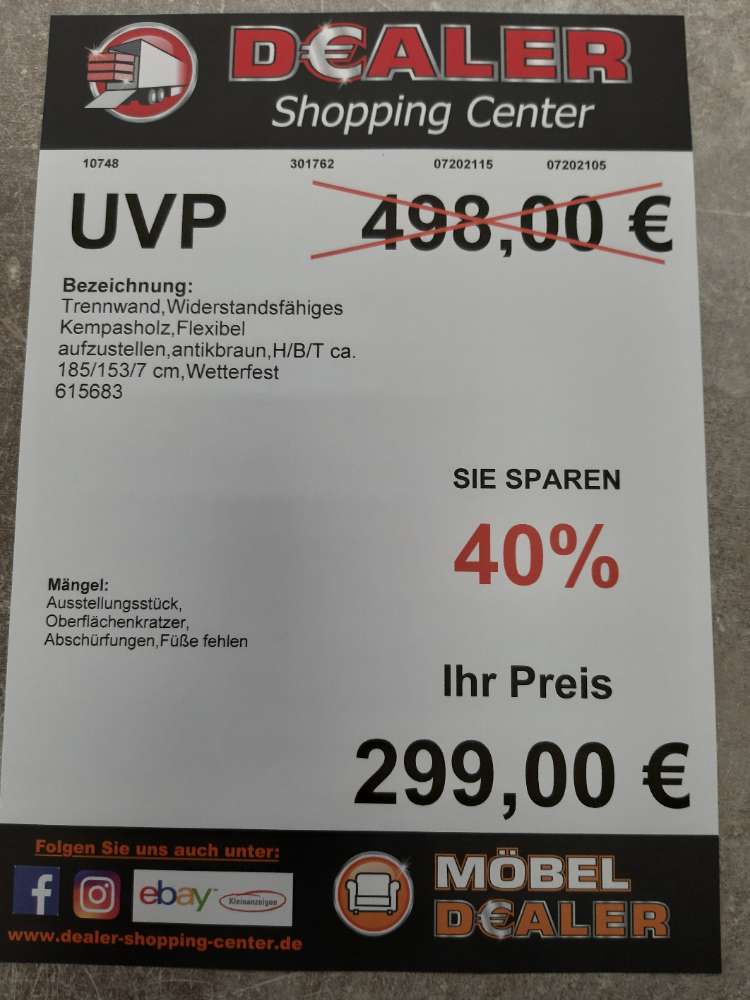 D€ALER
Shopping Center
10748 301762 07202115 07202105
UVP 498,00 €
Bezeichnung:
Trennwand,Widerstandsfähiges
Kempasholz,Flexibel
aufzustellen,antikbraun,H/B/T ca.
185/153/7 cm,Wetterfest
615683
SIE SPAREN
40%
Mängel:
Ausstellungsstück,
Oberflächenkratzer,
Abschürfungen,Füße fehlen
Ihr Preis
299,00 €
Folgen Sie uns auch unter:
ebay Kleinanzeigen
www.dealer-shopping-center.de
MÖBEL
D€ALER